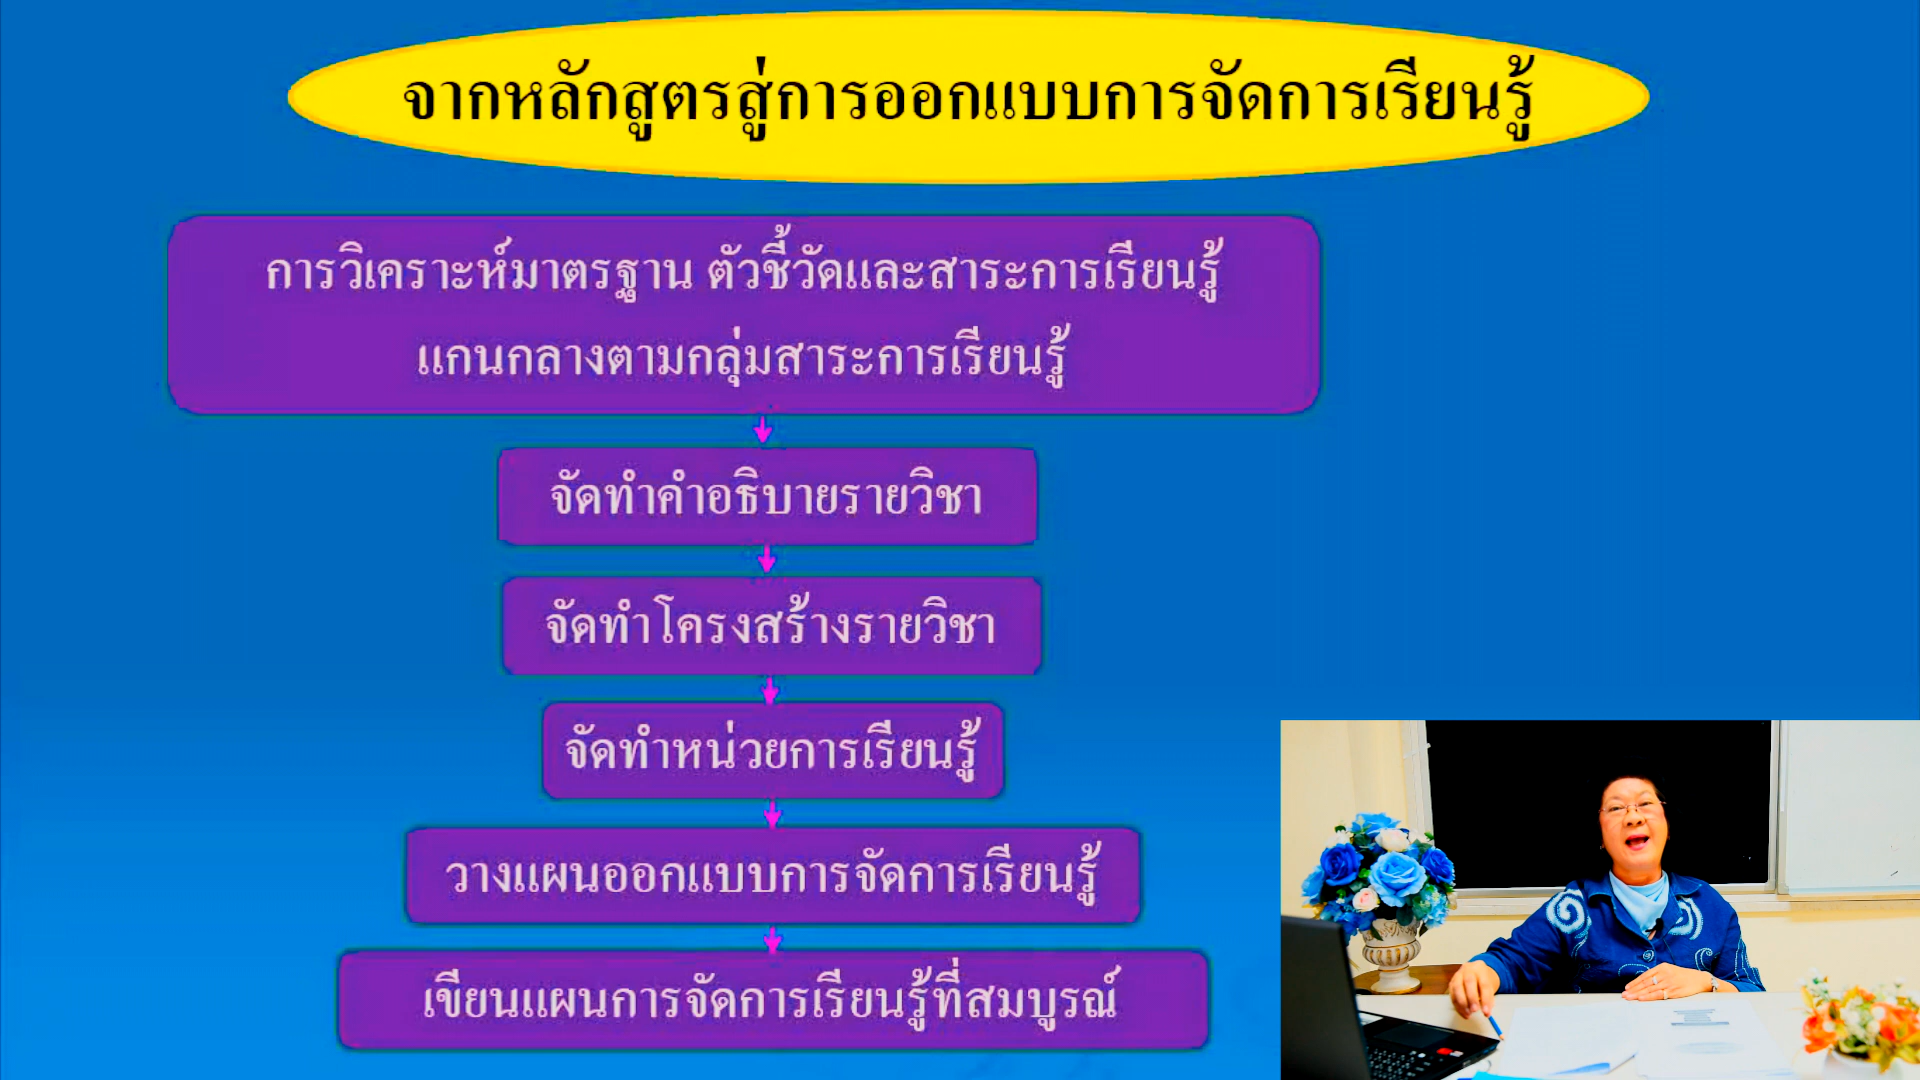 จากหลักสูตรสู่การออกแบบการจัดการเรียนรู้
การวิเคราะห์มาตรฐาน ตัวชี้วัดและสาระการเรียนรู้
แกนกลางตามกลุ่มสาระการเรียนรู้
จัดทำคำอธิบายรายวิชา
จัดทำโครงสร้างรายวิชา
จัดทำหน่วยการเรียนรู้
วางแผนออกแบบการจัดการเรียนรู้
เขียนแผนการจัดการเรียนรู้ที่สมบูรณ์